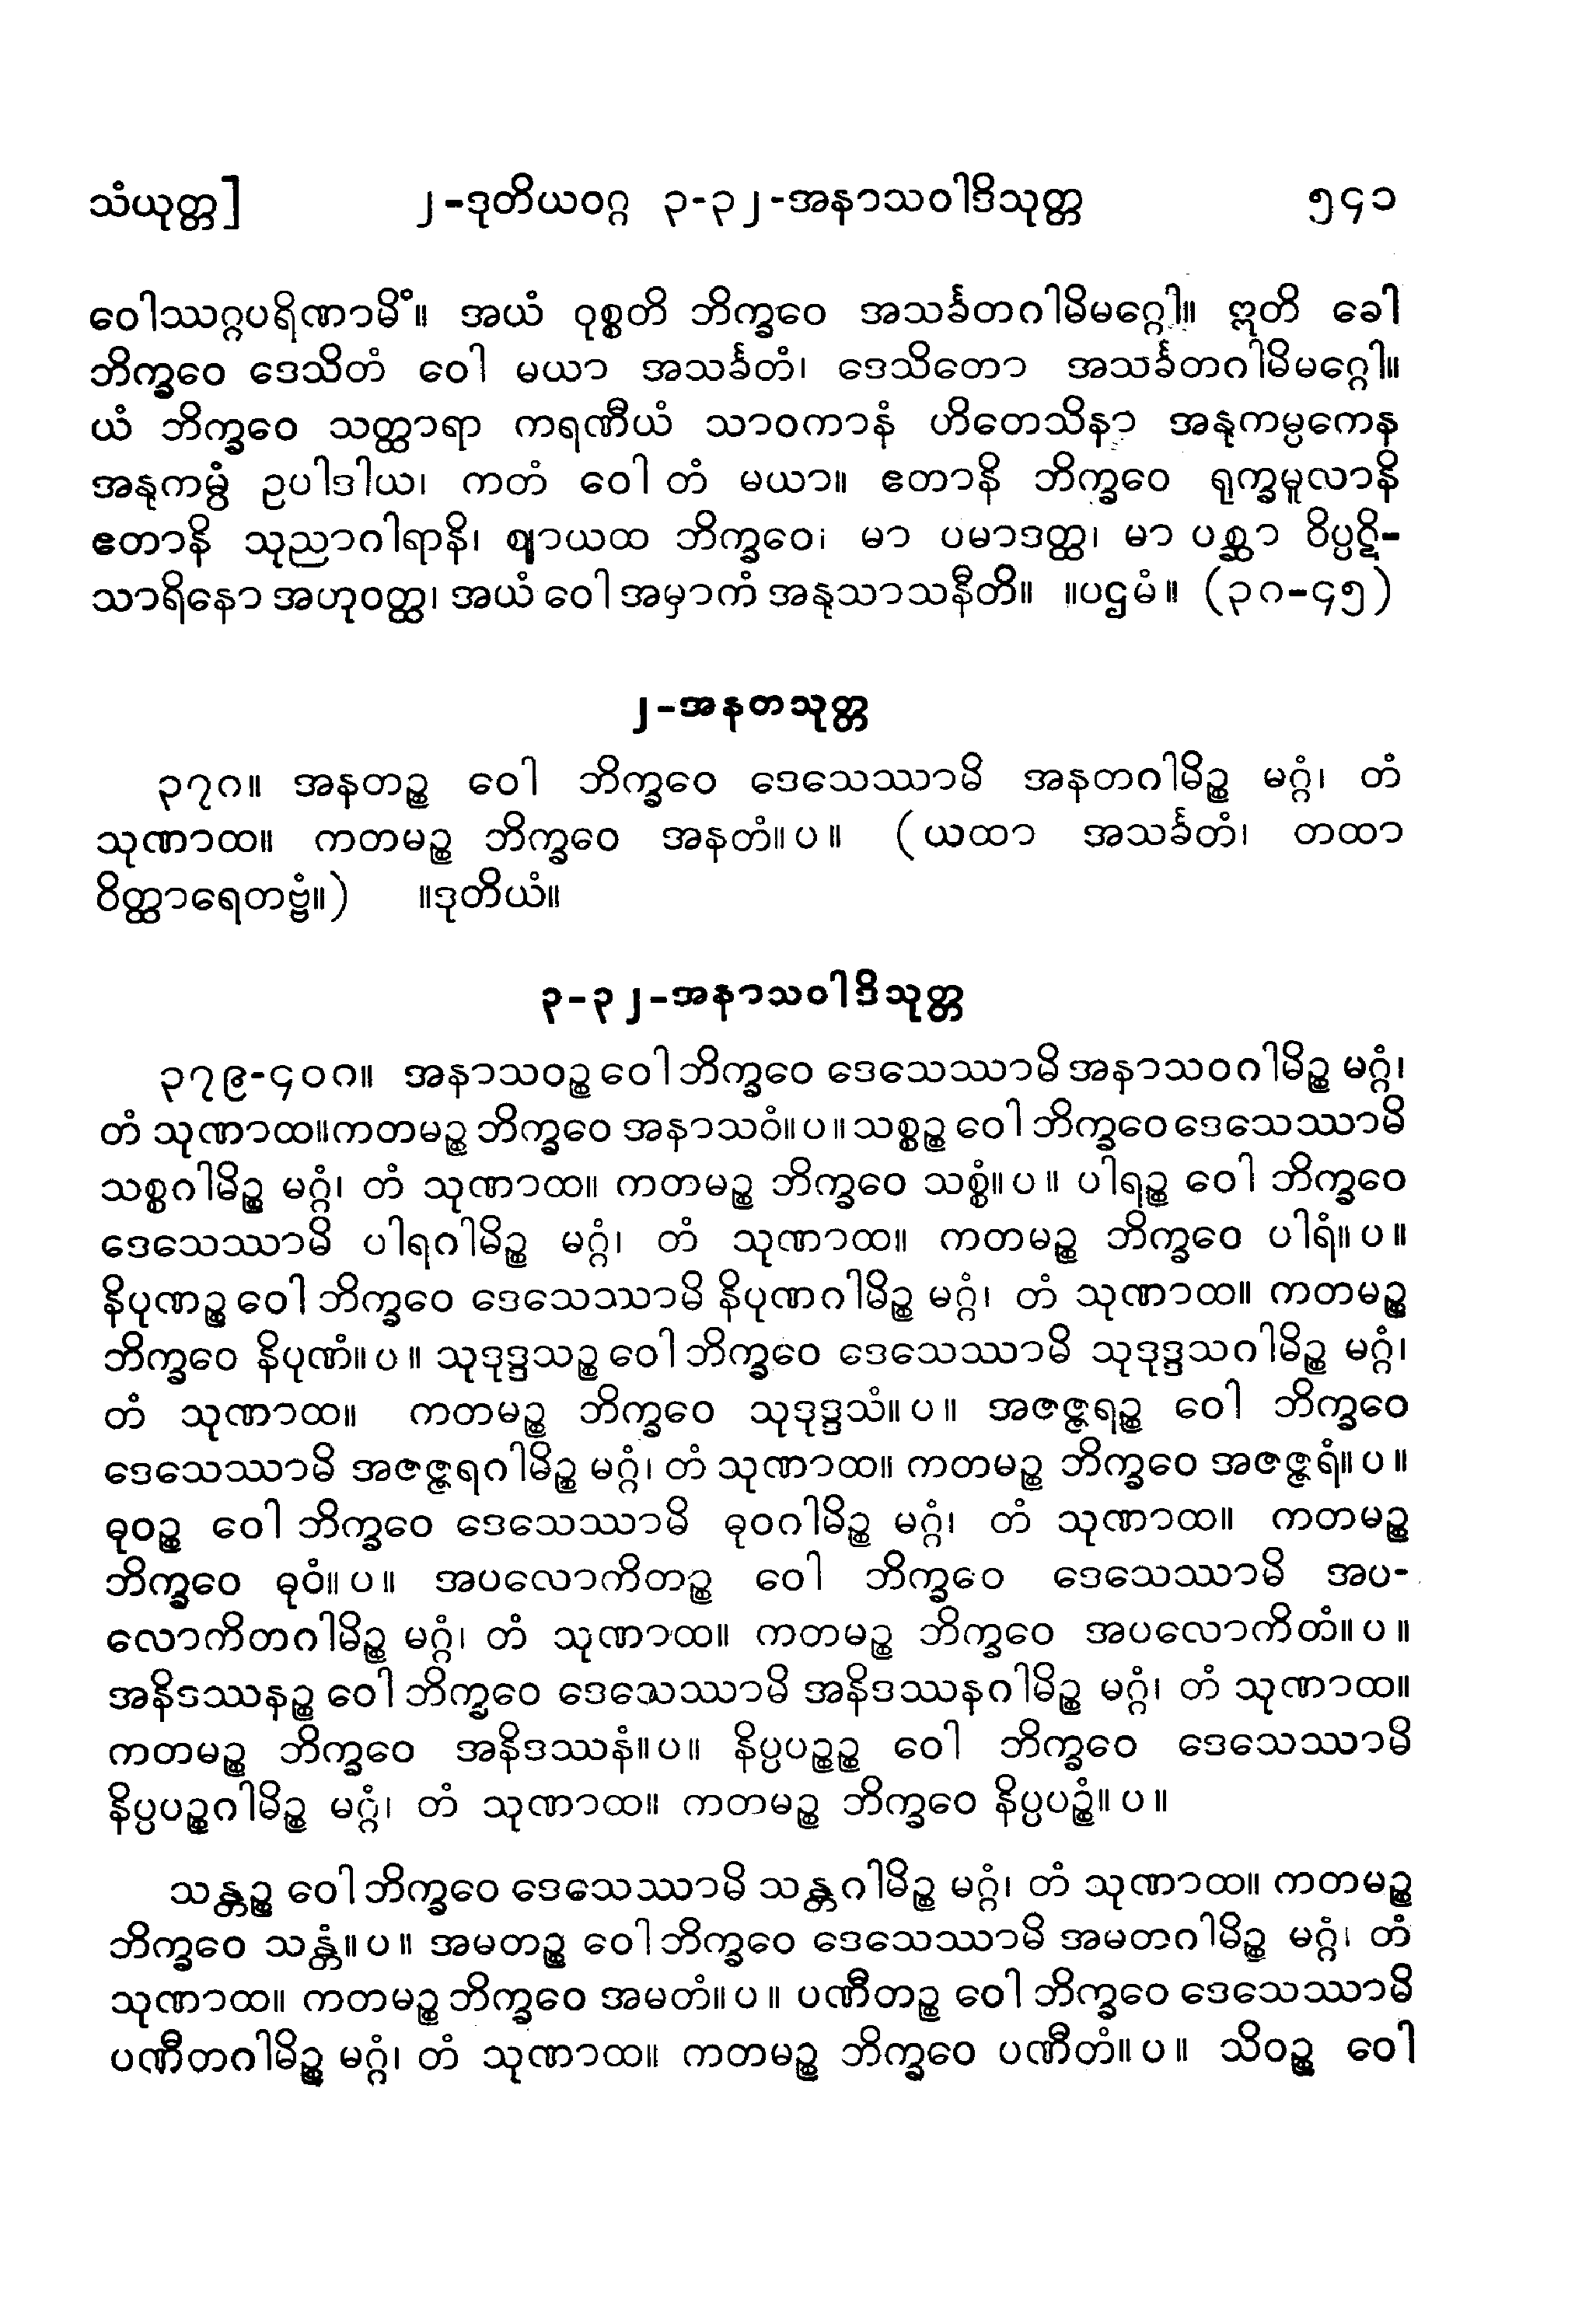 သံယုတ္တ]	၂-ဒုတိယဝဂ္ဂ ၃-၃၂-အနာသဝါဒိသုတ္တ	၅၄၁
ဝေါဿဂ္ဂပရိဏာမိံ။ အယံ ဝုစ္စတိ ဘိက္ခဝေ အသင်္ခတဂါမိမဂ္ဂေါ။ ဣတိ ခေါ
ဘိက္ခဝေ ဒေသိတံ ဝေါ မယာ အသင်္ခတံ၊ ဒေသိတော အသင်္ခတဂါမိမဂ္ဂေါ။
ယံ ဘိက္ခဝေ သတ္ထာရာ ကရဏီယံ သာဝကာနံ ဟိတေသိနာ အနုကမ္ပကေန
အနုကမ္ပံ ဥပါဒါယ၊ ကတံ ဝေါ တံ မယာ။ ဧတာနိ ဘိက္ခဝေ ရုက္ခမူလာနိ
ဧတာနိ သုညာဂါရာနိ၊ ဈာယထ ဘိက္ခဝေ၊ မာ ပမာဒတ္ထ၊ မာ ပစ္ဆာ ဝိပ္ပဋိ-
သာရိနော အဟုဝတ္ထ၊ အယံ ဝေါ အမှာကံ အနုသာသနီတိ။ ။ပဌမံ။ (၃ဂ-၄၅)
၂-အနတသုတ္တ
၃၇ဂ။ အနတဉ္စ ဝေါ ဘိက္ခဝေ ဒေသေဿာမိ အနတဂါမိဉ္စ မဂ္ဂံ၊ တံ
သုဏာထ။ ကတမဉ္စ ဘိက္ခဝေ အနတံ။ပ။ (ယထာ အသင်္ခတံ၊ တထာ
ဝိတ္ထာရေတဗ္ဗံ။) ။ဒုတိယံ။
၃-၃၂-အနာသဝါဒိသုတ္တ
၃၇၉-၄၀ဂ။ အနာသဝဉ္စ ဝေါ ဘိက္ခဝေ ဒေသေဿာမိ အနာသဝဂါမိဉ္စ မဂ္ဂံ၊
တံ သုဏာထ။ကတမဉ္စ ဘိက္ခဝေ အနာသဝံ။ပ။ သစ္စဉ္စ ဝေါ ဘိက္ခဝေ ဒေသေဿာမိ
သစ္စဂါမိဉ္စ မဂ္ဂံ၊ တံ သုဏာထ။ ကတမဉ္စ ဘိက္ခဝေ သစ္စံ။ပ။ ပါရဉ္စ ဝေါ ဘိက္ခဝေ
ဒေသေဿာမိ ပါရဂါမိဉ္စ မဂ္ဂံ၊ တံ သုဏာထ။ ကတမဉ္စ ဘိက္ခဝေ ပါရံ။ပ။
နိပုဏဉ္စ ဝေါ ဘိက္ခဝေ ဒေသေဿာမိ နိပုဏဂါမိဉ္စ မဂ္ဂံ၊ တံ သုဏာထ။ ကတမဉ္စ
ဘိက္ခဝေ နိပုဏံ။ပ။ သုဒုဒ္ဒသဉ္စ ဝေါ ဘိက္ခဝေ ဒေသေဿာမိ သုဒုဒ္ဒသဂါမိဉ္စ မဂ္ဂံ၊
တံ သုဏာထ။ ကတမဉ္စ ဘိက္ခဝေ သုဒုဒ္ဒသံ။ပ။ အဇဇ္ဇရဉ္စ ဝေါ ဘိက္ခဝေ
ဒေသေဿာမိ အဇဇ္ဇရဂါမိဉ္စ မဂ္ဂံ၊ တံ သုဏာထ။ ကတမဉ္စ ဘိက္ခဝေ အဇဇ္ဇရံ။ပ။
ဓုဝဉ္စ ဝေါ ဘိက္ခဝေ ဒေသေဿာမိ ဓုဝဂါမိဉ္စ မဂ္ဂံ၊ တံ သုဏာထ။ ကတမဉ္စ
ဘိက္ခဝေ ဓုဝံ။ပ။ အပလောကိတဉ္စ ဝေါ ဘိက္ခဝေ ဒေသေဿာမိ အပ-
လောကိတဂါမိဉ္စ မဂ္ဂံ၊ တံ သုဏာထ။ ကတမဉ္စ ဘိက္ခဝေ အပလောကိတံ။ပ။
အနိဒဿနဉ္စ ဝေါ ဘိက္ခဝေ ဒေသေဿာမိ အနိဒဿနဂါမိဉ္စ မဂ္ဂံ၊ တံ သုဏာထ။
ကတမဉ္စ ဘိက္ခဝေ အနိဒဿနံ။ပ။ နိပ္ပပဉ္စဉ္စ ဝေါ ဘိက္ခဝေ ဒေသေဿာမိ
နိပ္ပပဉ္စဂါမိဉ္စ မဂ္ဂံ၊ တံ သုဏာထ။ ကတမဉ္စ ဘိက္ခဝေ နိပ္ပပဉ္စံ။ပ။
သန္တဉ္စ ဝေါ ဘိက္ခဝေ ဒေသေဿာမိ သန္တဂါမိဉ္စ မဂ္ဂံ၊ တံ သုဏာထ။ ကတမဉ္စ
ဘိက္ခဝေ သန္တံ။ပ။ အမတဉ္စ ဝေါ ဘိက္ခဝေ ဒေသေဿာမိ အမတဂါမိဉ္စ မဂ္ဂံ၊ တံ
သုဏာထ။ ကတမဉ္စ ဘိက္ခဝေ အမတံ။ပ။ ပဏီတဉ္စ ဝေါ ဘိက္ခဝေ ဒေသေဿာမိ
ပဏီတဂါမိဉ္စ မဂ္ဂံ၊ တံ သုဏာထ။ ကတမဉ္စ ဘိက္ခဝေ ပဏီတံ။ပ။ သိဝဉ္စ ဝေါ